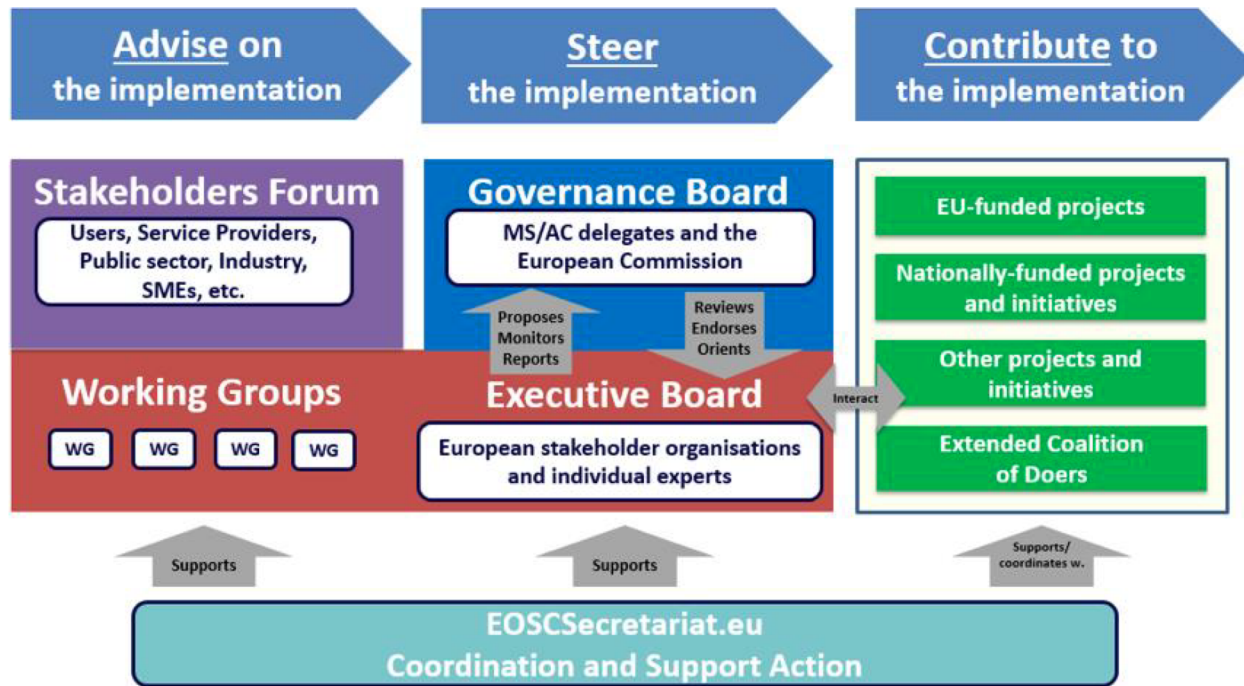 Advise on
the implementation
Steer
the implementation
Contribute to
the implementation
Stakeholders Forum
Users, Service Providers,
Public sector, Industry,
SMEs, etc.
Governance Board
MS/AC delegates and the
European Commission
Proposes
Monitors
Reports
Reviews
Endorses
Orients
Working Groups
WG
WG
WG
WG
Executive Board
European stakeholder organisations
and individual experts
Interact
EU-funded projects
Nationally-funded projects
and initiatives
Other projects and
initiatives
Extended Coalition
of Doers
Supports
Supports
Supports/
coordinates w.
EOSCSecretariat.eu
Coordination and Support Action